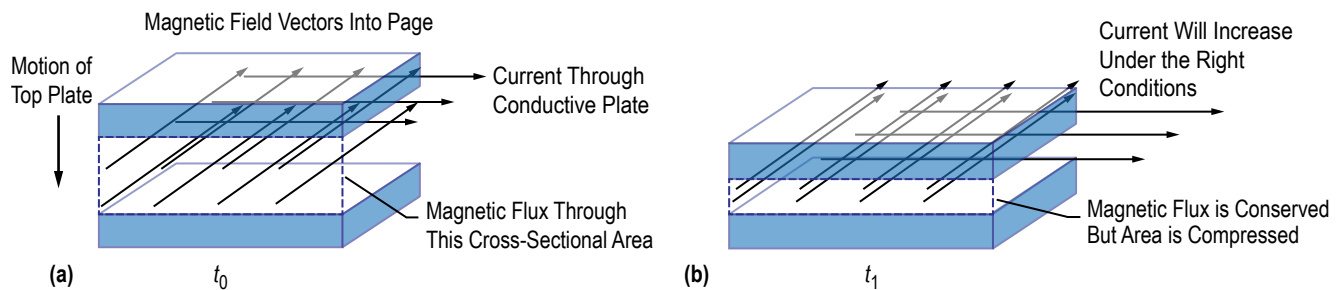 Magnetic Field Vectors Into Page
Motion of
Top Plate
Current Through
Conductive Plate
Magnetic Flux Through
This Cross-Sectional Area
(a)
t0
Current Will Increase
Under the Right
Conditions
Magnetic Flux is Conserved
But Area is Compressed
(b)
t1